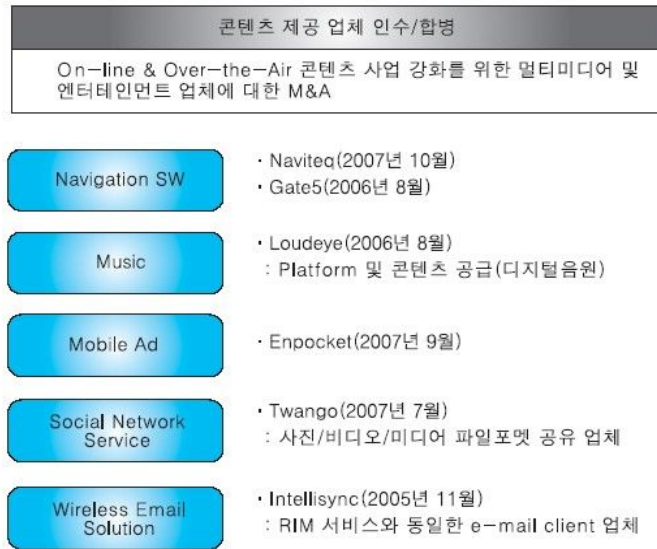 콘텐츠 제공 업체 인수/합병
On-line & Over-the-Air 콘텐츠 사업 강화를 위한 멀티미디어 및
엔터테인먼트 업체에 대한 M&A
Navigation SW
· Naviteq(2007년 10월)
· Gate5(2006년 8월)
Music
· Loudeye(2006년 8월)
: Platform 및 콘텐츠 공급(디지털음원)
Mobile Ad
· Enpocket(2007년 9월)
Social Network
Service
· Twango(2007년 7월)
: 사진/비디오/미디어 파일포멧 공유 업체
Wireless Email
Solution
· Intellisync(2005년 11월)
: RIM 서비스와 동일한 e-mail client 업체